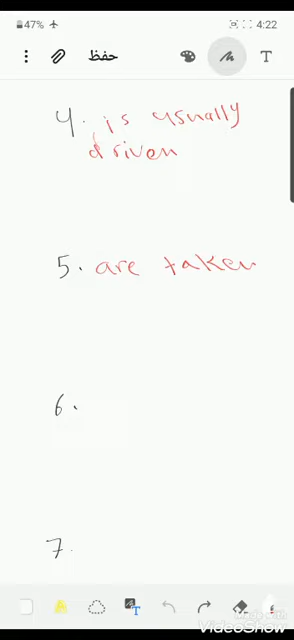 47% 4:22
حفظ
T
4. is usually
driven
5. are taken
6.
7.
T
VideoShow